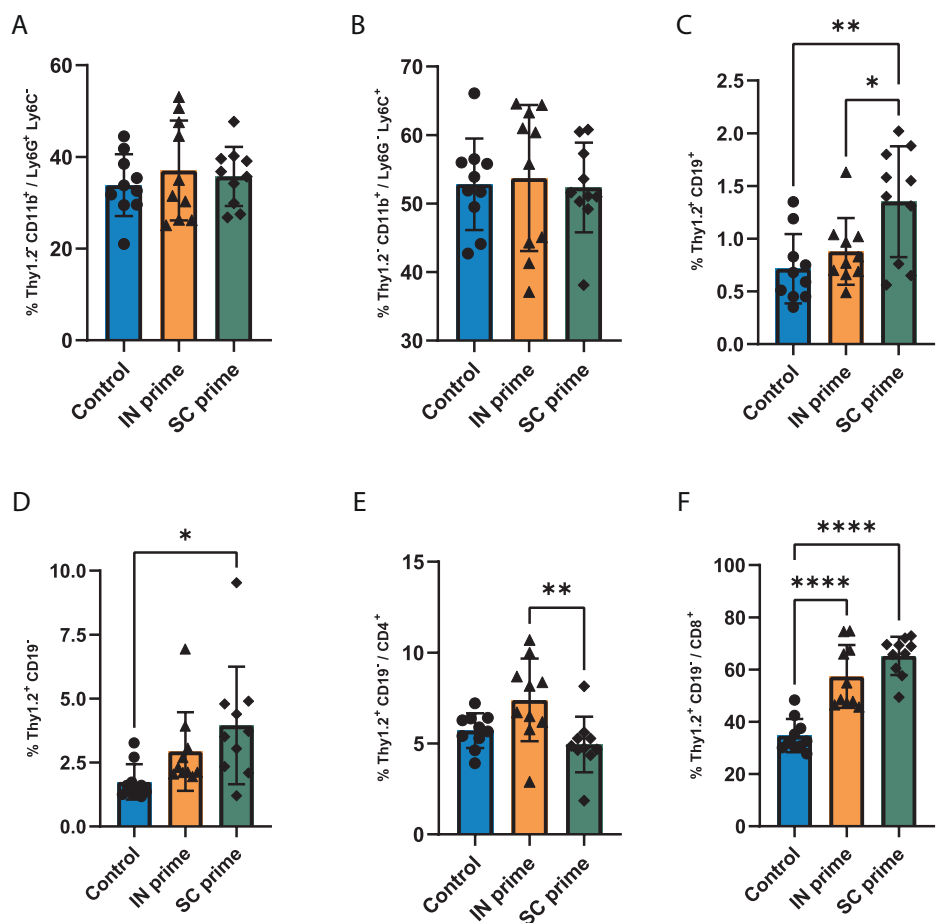 A
% Thy1.2⁻ CD11b⁺ / Ly6G⁺ Ly6C⁻
60
40
20
0
Control
IN prime
SC prime
B
% Thy1.2⁻ CD11b⁺ / Ly6G⁻ Ly6C⁺
70
60
50
40
30
Control
IN prime
SC prime
C
**
*
% Thy1.2⁺ CD19⁺
2.5
2.0
1.5
1.0
0.5
0.0
Control
IN prime
SC prime
D
*
% Thy1.2⁺ CD19⁻
10.0
7.5
5.0
2.5
0.0
Control
IN prime
SC prime
E
**
% Thy1.2⁺ CD19⁻ / CD4⁺
15
10
5
0
Control
IN prime
SC prime
F
****
****
% Thy1.2⁺ CD19⁻ / CD8⁺
100
80
60
40
20
0
Control
IN prime
SC prime